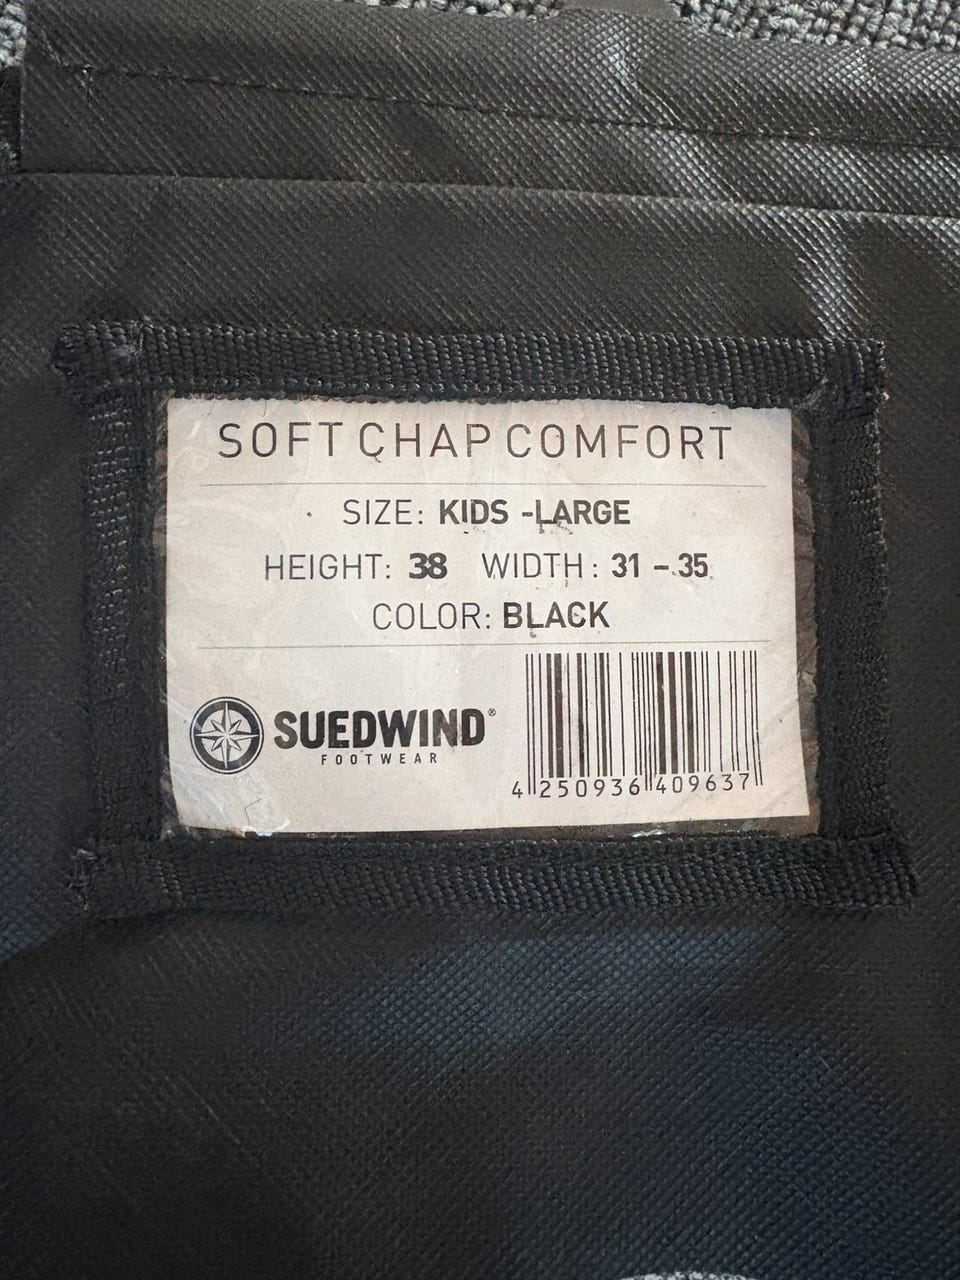 SOFT CHAP COMFORT
SIZE: KIDS -LARGE
HEIGHT: 38 WIDTH: 31 - 35
COLOR: BLACK
SUEDWIND®
FOOTWEAR
4 250936 409637